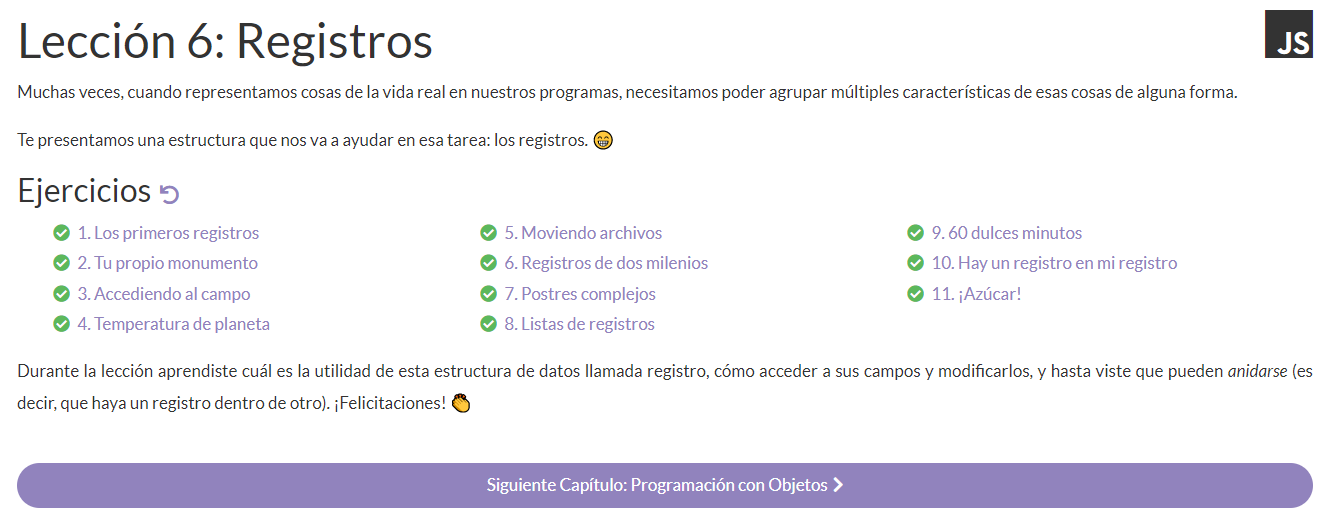 Lección 6: Registros
JS
Muchas veces, cuando representamos cosas de la vida real en nuestros programas, necesitamos poder agrupar múltiples características de esas cosas de alguna forma.
Te presentamos una estructura que nos va a ayudar en esa tarea: los registros. 😁
Ejercicios
1. Los primeros registros
2. Tu propio monumento
3. Accediendo al campo
4. Temperatura de planeta
5. Moviendo archivos
6. Registros de dos milenios
7. Postres complejos
8. Listas de registros
9. 60 dulces minutos
10. Hay un registro en mi registro
11. ¡Azúcar!
Durante la lección aprendiste cuál es la utilidad de esta estructura de datos llamada registro, cómo acceder a sus campos y modificarlos, y hasta viste que pueden anidarse (es
decir, que haya un registro dentro de otro). ¡Felicitaciones! 👏
Siguiente Capítulo: Programación con Objetos